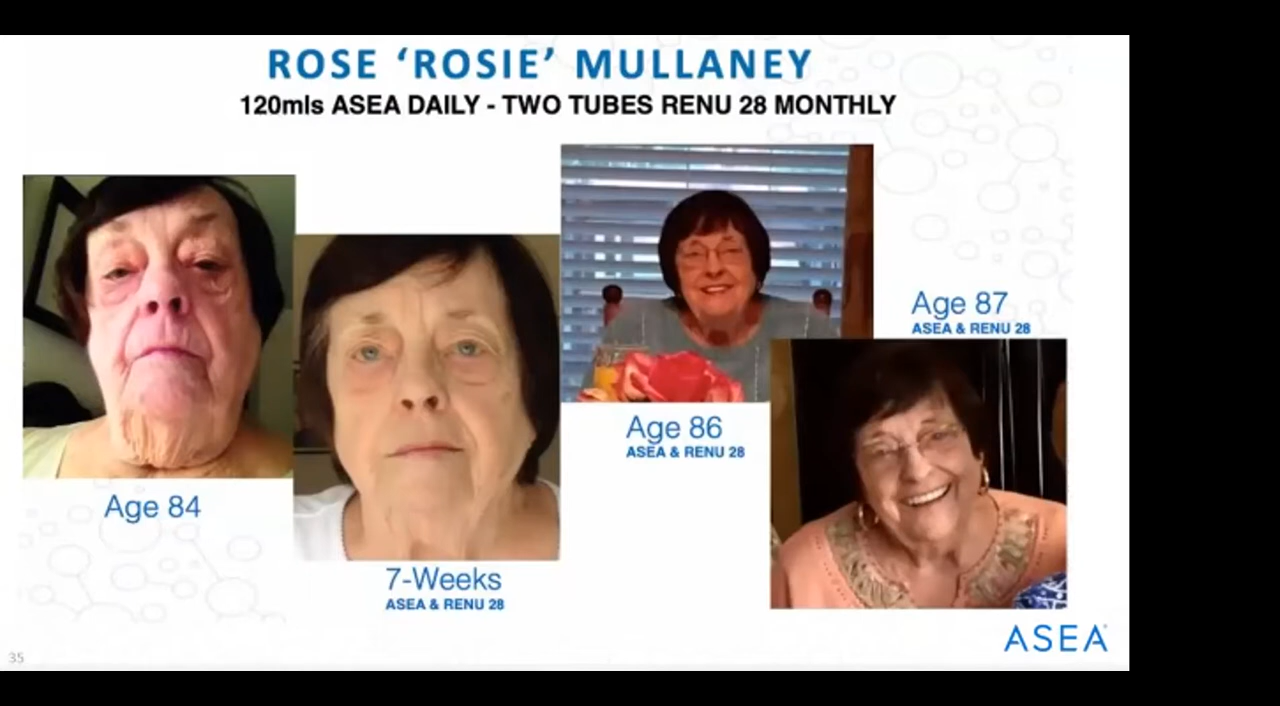 ROSE ‘ROSIE’ MULLANEY
120mls ASEA DAILY - TWO TUBES RENU 28 MONTHLY
Age 84
7-Weeks
ASEA & RENU 28
Age 86
ASEA & RENU 28
Age 87
ASEA & RENU 28
ASEA
35